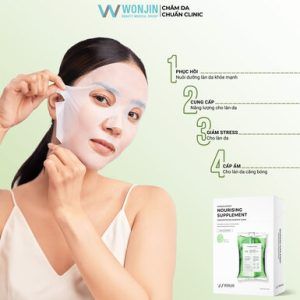 WONJIN
BEAUTY MEDICAL GROUP
CHĂM DA
CHUẨN CLINIC
1
PHỤC HỒI
Nuôi dưỡng làn da khỏe mạnh
2
CUNG CẤP
Năng lượng cho làn da
3
GIẢM STRESS
Cho làn da
4
CẤP ẨM
Cho làn da căng bóng
NOURISING
SUPPLEMENT